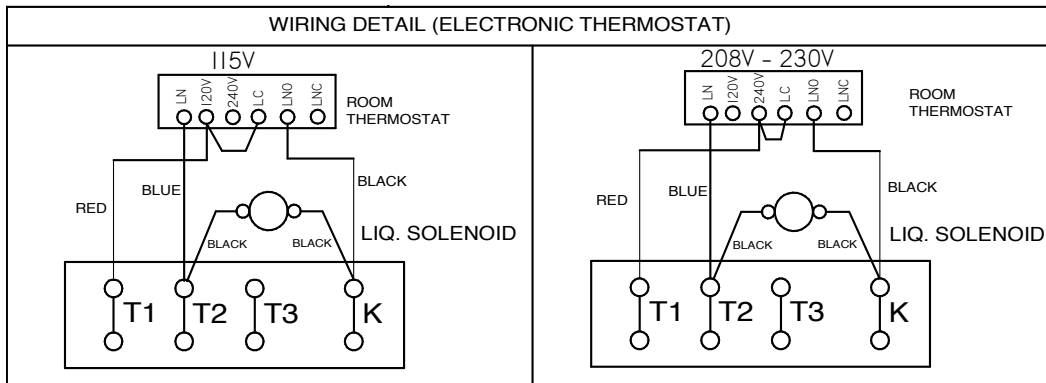 WIRING DETAIL (ELECTRONIC THERMOSTAT)
115V
LN 120V 240V LC LNO LNC
ROOM
THERMOSTAT
RED
BLUE
BLACK
BLACK
BLACK
LIQ. SOLENOID
T1 T2 T3 K
208V - 230V
LN 120V 240V LC LNO LNC
ROOM
THERMOSTAT
RED
BLUE
BLACK
BLACK
BLACK
LIQ. SOLENOID
T1 T2 T3 K